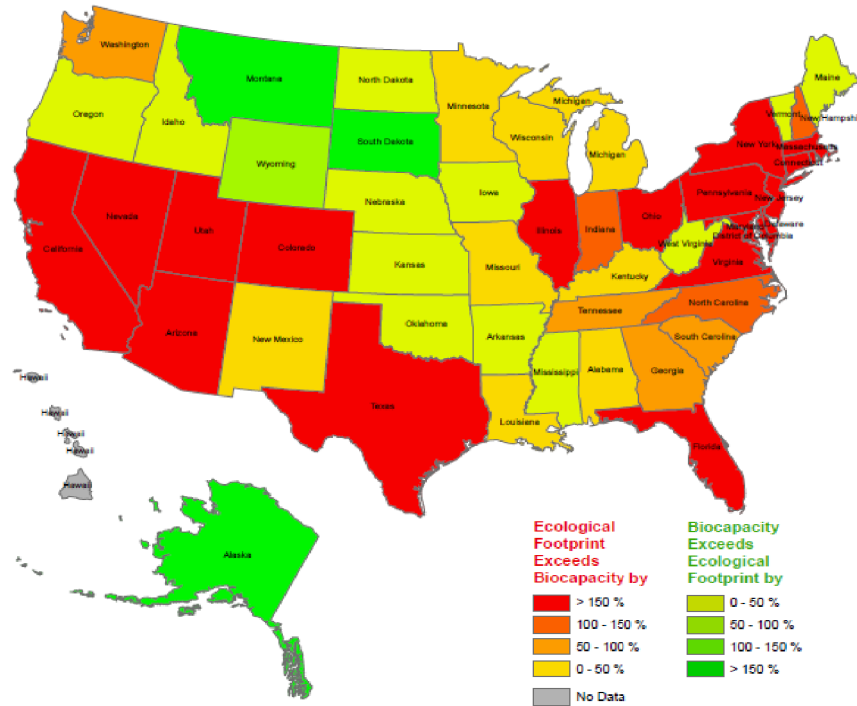 Washington
Montana
North Dakota
Minnesota
Michigan
Maine
Oregon
Idaho
Wyoming
South Dakota
Wisconsin
Michigan
Vermont
New Hampshi
New York
Massachusetts
Connecticut
Nevada
Utah
Colorado
Nebraska
Iowa
Illinois
Indiana
Ohio
Pennsylvania
New Jersey
California
Kansas
Missouri
Kentucky
West Virginia
Virginia
Maryland
Delaware
District of Columbia
Arizona
New Mexico
Oklahoma
Arkansas
Tennessee
North Carolina
South Carolina
Texas
Louisiana
Mississippi
Alabama
Georgia
Florida
Hawaii
Hawaii
Hawaii
Hawaii
Hawaii
Alaska
Ecological
Footprint
Exceeds
Biocapacity by
> 150 %
100 - 150 %
50 - 100 %
0 - 50 %
No Data
Biocapacity
Exceeds
Ecological
Footprint by
0 - 50 %
50 - 100 %
100 - 150 %
> 150 %